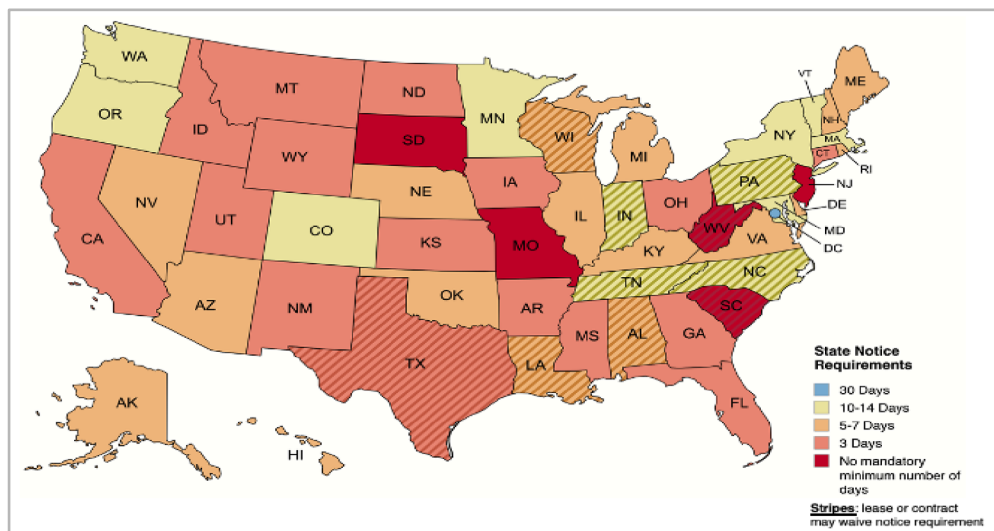 WA
MT
ND
MN
VT
ME
OR
ID
SD
WI
MI
NY
NH
MA
CT
RI
WY
IA
PA
NJ
NV
NE
IL
IN
OH
DE
UT
CO
WV
MD
CA
KS
MO
KY
VA
DC
AZ
NM
OK
AR
TN
NC
SC
TX
LA
MS
AL
GA
FL
AK
HI
State Notice
Requirements
30 Days
10-14 Days
5-7 Days
3 Days
No mandatory
minimum number of
days
Stripes: lease or contract
may waive notice requirement